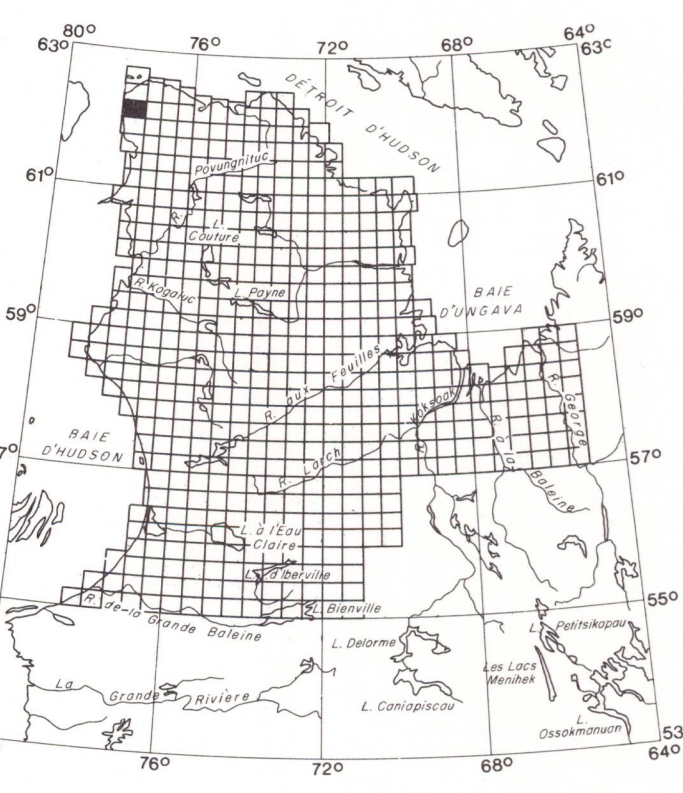 80°
76°
72°
68°
64°
63°
63c
DÉTROIT D'HUDSON
61°
61°
Povungnituc
R.
L.
Couture
R. Kogaluc
L. Payne
BAIE
D'UNGAVA
59°
59°
R. aux Feuilles
Koksoak
R.
R. George
R. à la Baleine
BAIE
D'HUDSON
7°
57°
R. Larch
L. à l'Eau
Claire
L. d'Iberville
L. Bienville
R. de-la Grande Baleine
55°
L. Petitsikapau
L. Delorme
Les Lacs
Menihek
La Grande Rivière
L. Caniapiscau
L.
Ossokmanuan
53
64°
76°
72°
68°